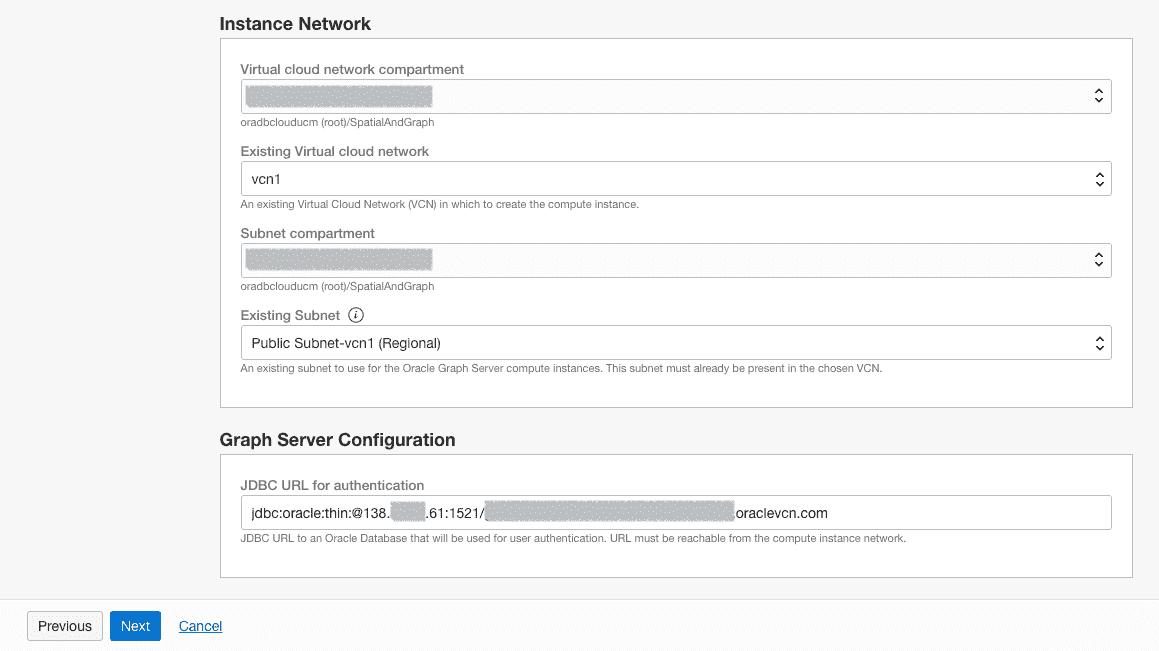 Instance Network
Virtual cloud network compartment
oradbclouducm (root)/SpatialAndGraph
Existing Virtual cloud network
vcn1
An existing Virtual Cloud Network (VCN) in which to create the compute instance.
Subnet compartment
oradbclouducm (root)/SpatialAndGraph
Existing Subnet i
Public Subnet-vcn1 (Regional)
An existing subnet to use for the Oracle Graph Server compute instances. This subnet must already be present in the chosen VCN.
Graph Server Configuration
JDBC URL for authentication
jdbc:oracle:thin:@138. .61:1521/ .oraclevcn.com
JDBC URL to an Oracle Database that will be used for user authentication. URL must be reachable from the compute instance network.
Previous Next Cancel